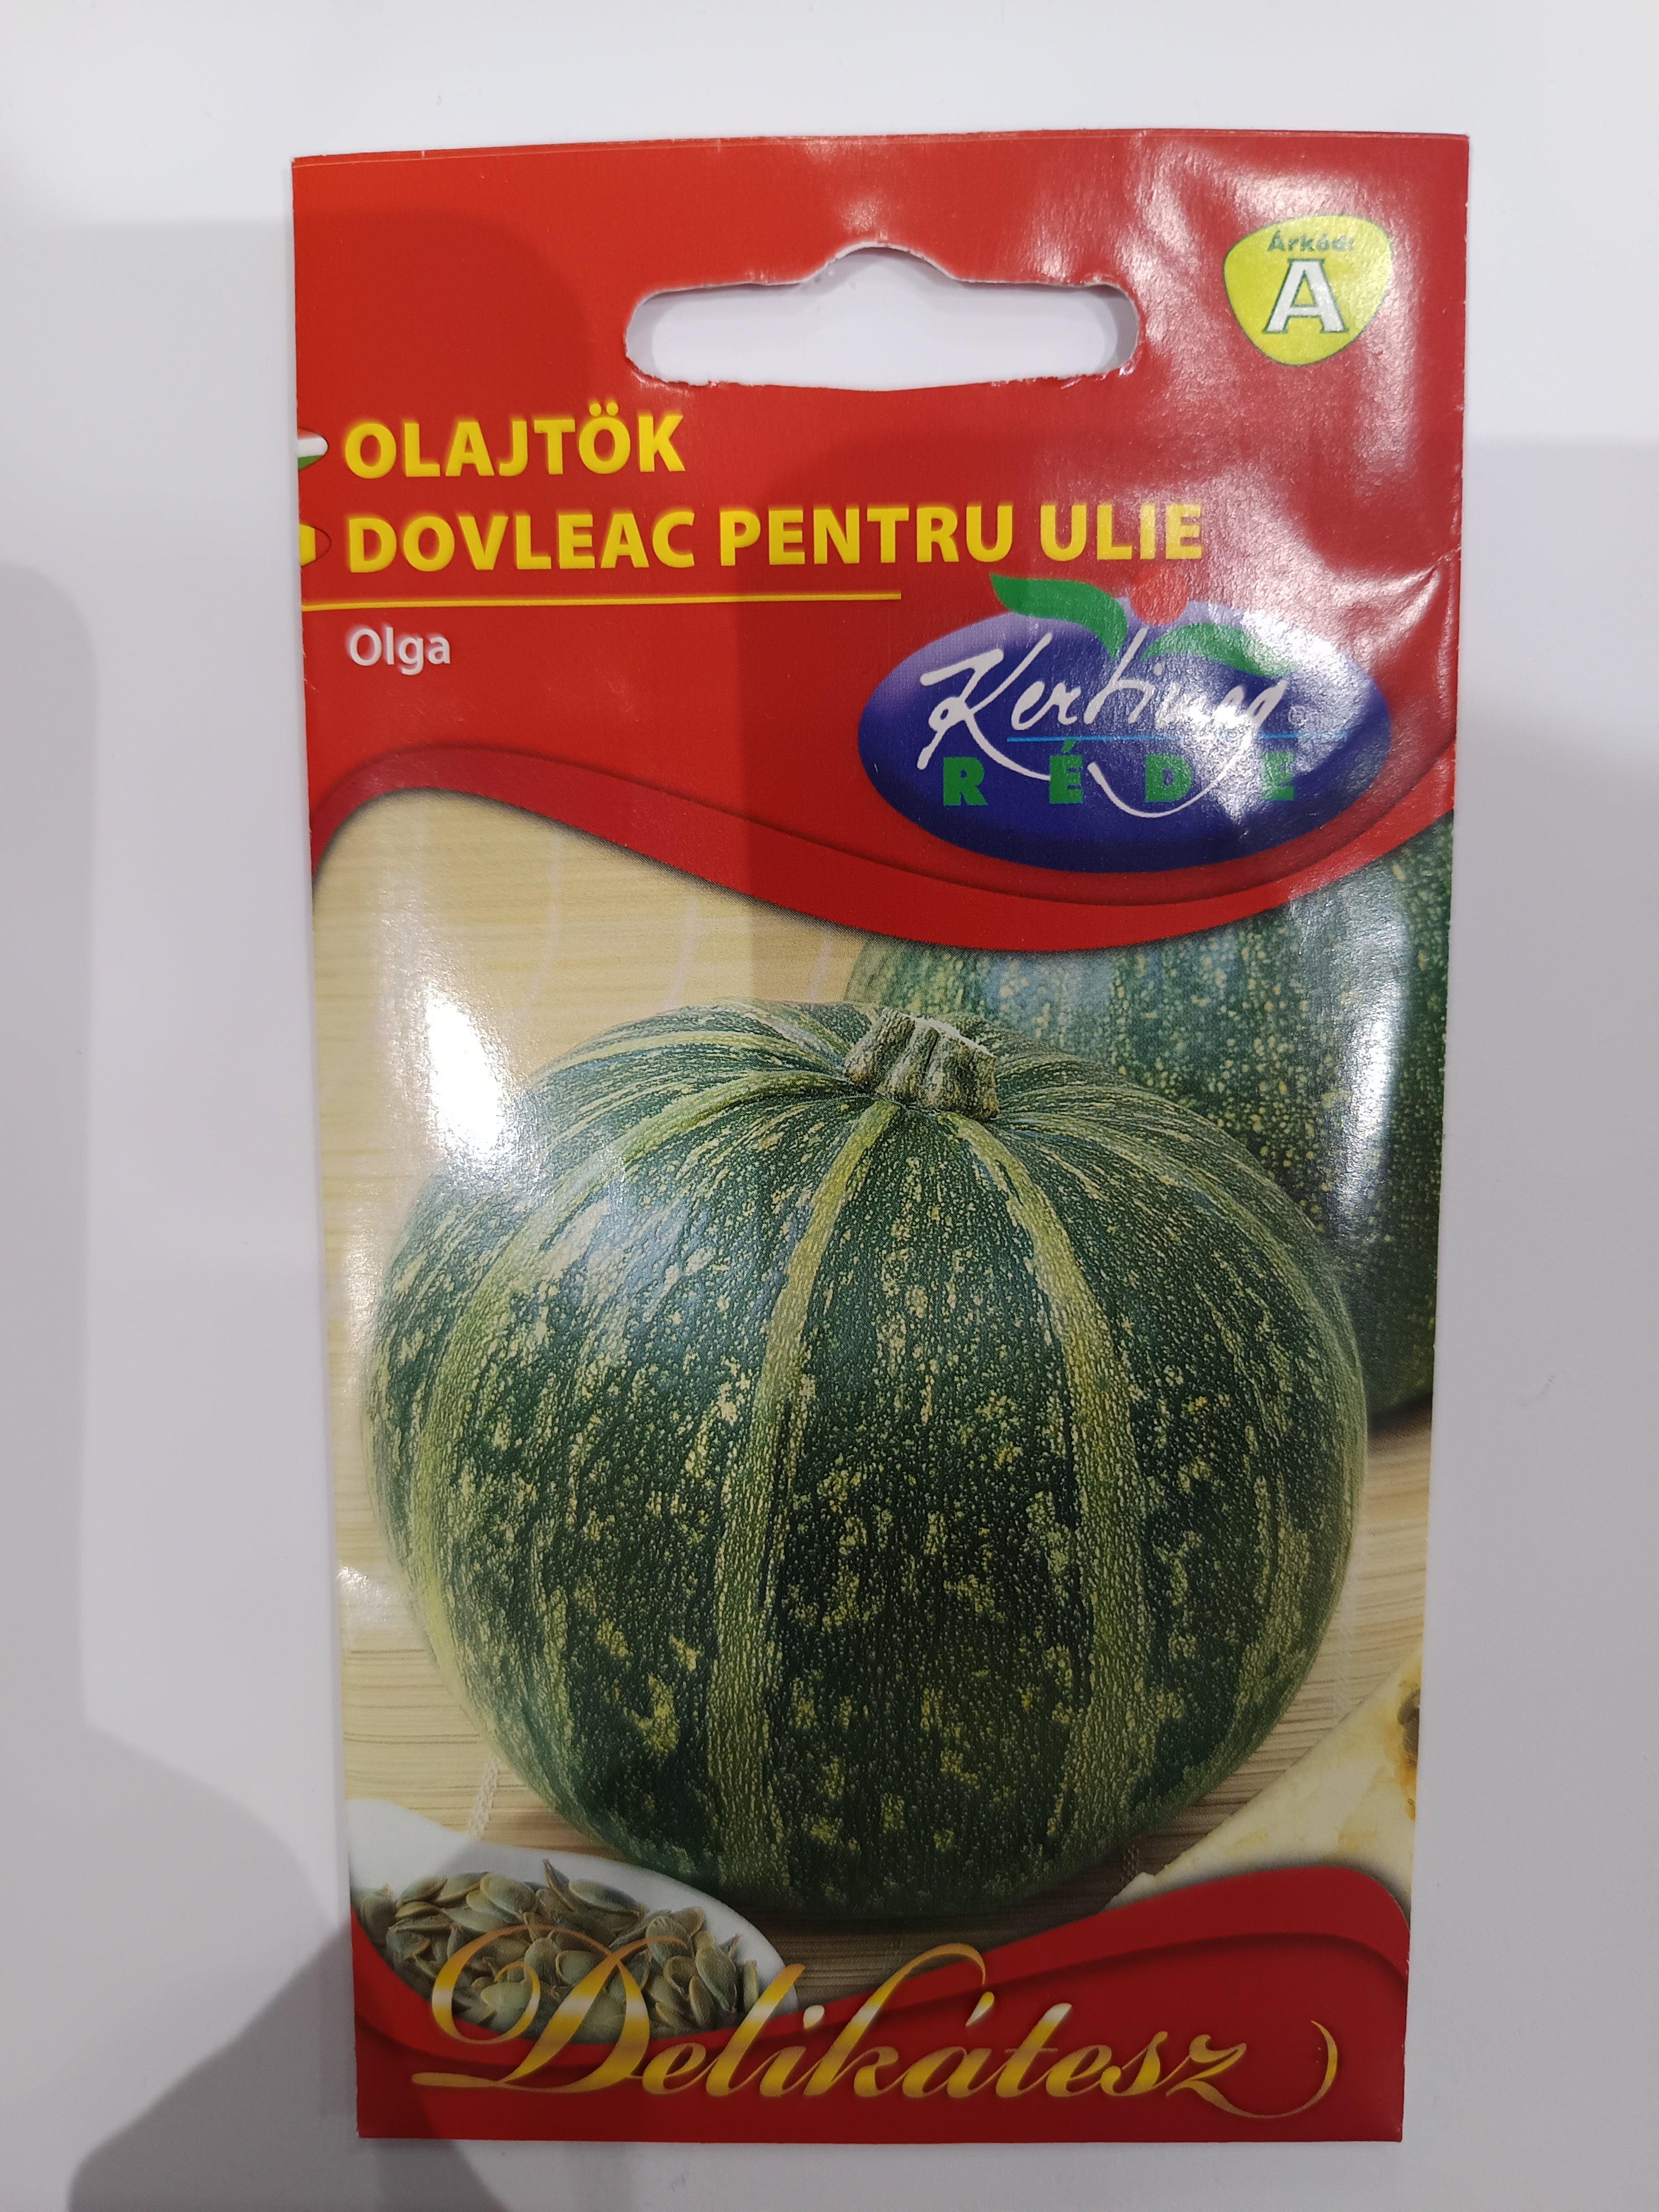 Árkód:
A
OLAJTÖK
DOVLEAC PENTRU ULIE
Olga
Kertimag
RÉDE
Delikátesz